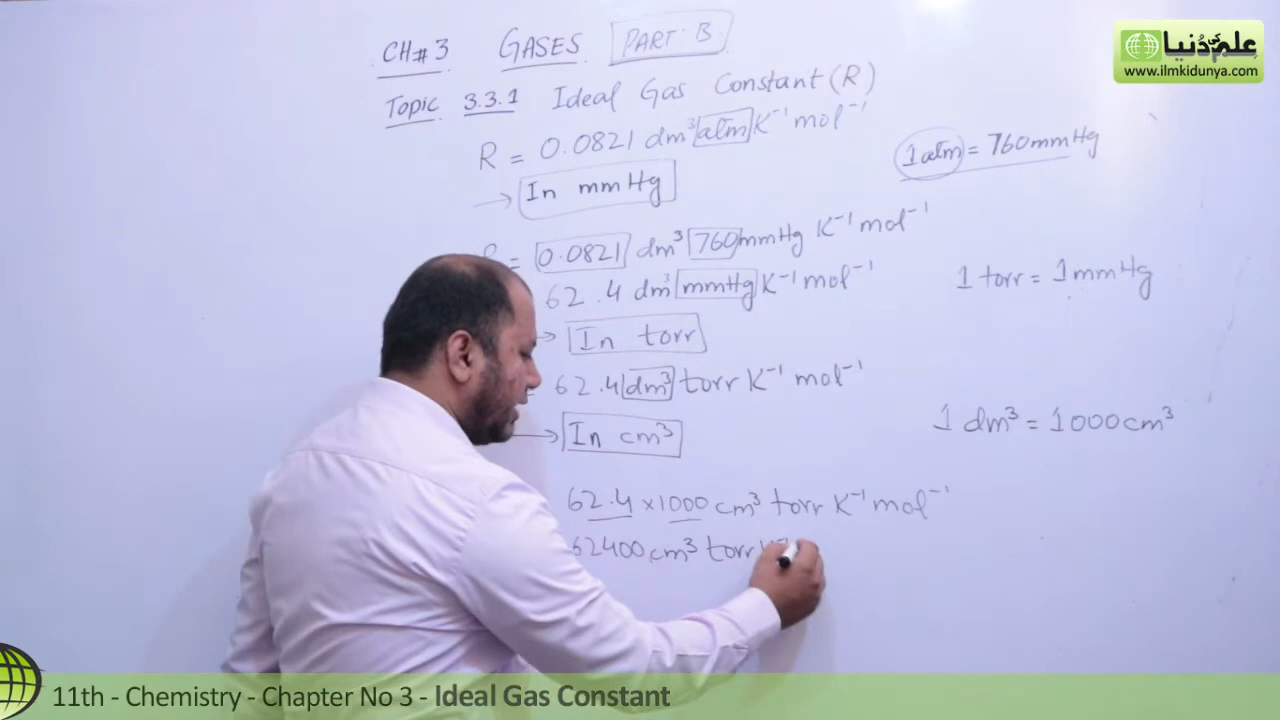 CH#3 GASES PART B
Topic 3.3.1 Ideal Gas Constant (R)
R = 0.0821 dm³ atm K⁻¹ mol⁻¹
1 atm = 760 mmHg
→ In mmHg
= 0.0821 dm³ 760 mmHg K⁻¹ mol⁻¹
62.4 dm³ mmHg K⁻¹ mol⁻¹
1 torr = 1 mmHg
→ In torr
= 62.4 dm³ torr K⁻¹ mol⁻¹
1 dm³ = 1000 cm³
→ In cm³
62.4 × 1000 cm³ torr K⁻¹ mol⁻¹
62400 cm³ torr
علم کی دُنیا
www.ilmkidunya.com
11th - Chemistry - Chapter No 3 - Ideal Gas Constant